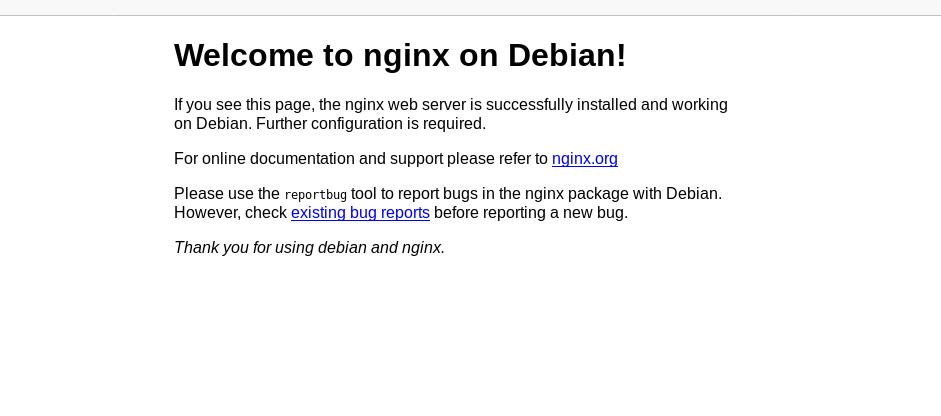 Welcome to nginx on Debian!
If you see this page, the nginx web server is successfully installed and working
on Debian. Further configuration is required.
For online documentation and support please refer to nginx.org
Please use the reportbug tool to report bugs in the nginx package with Debian.
However, check existing bug reports before reporting a new bug.
Thank you for using debian and nginx.